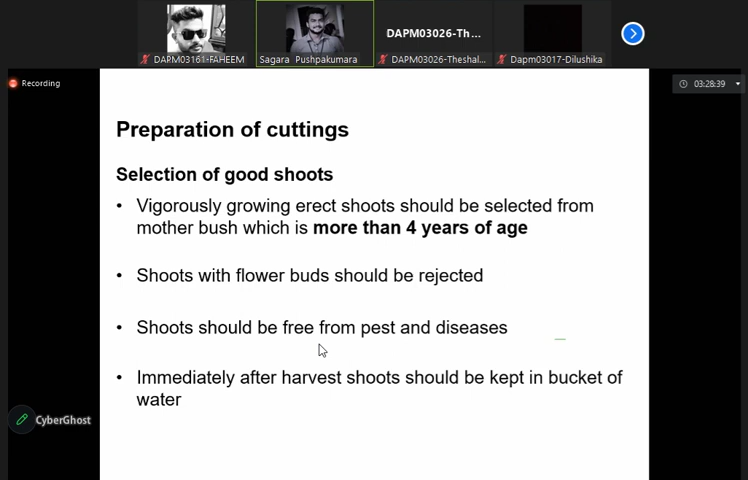 DAPM03026-Th...
DARM03161-FAHEEM
Sagara Pushpakumara
DAPM03026-Theshal...
Dapm03017-Dilushika
Recording
03:28:39
Preparation of cuttings
Selection of good shoots
• Vigorously growing erect shoots should be selected from
mother bush which is more than 4 years of age
• Shoots with flower buds should be rejected
• Shoots should be free from pest and diseases
• Immediately after harvest shoots should be kept in bucket of
water
CyberGhost